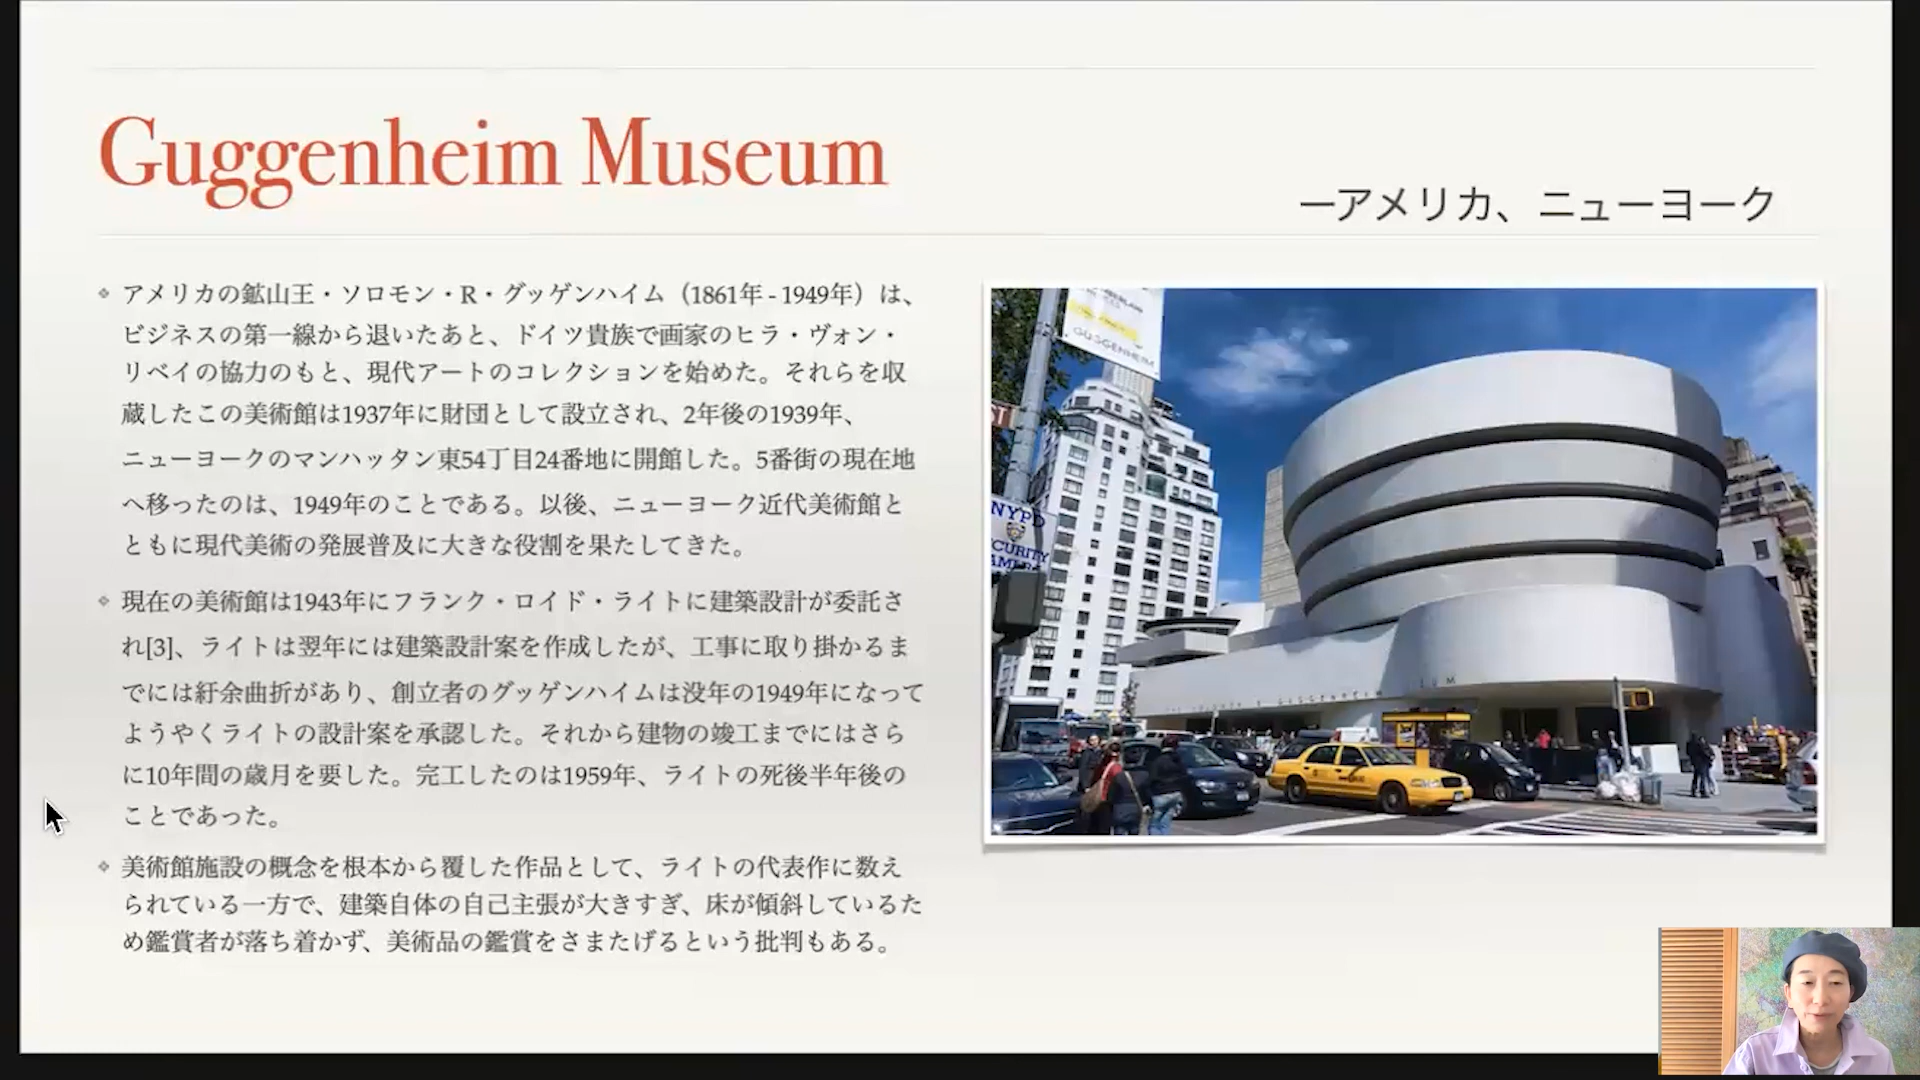 Guggenheim Museum
ーアメリカ、ニューヨーク
アメリカの鉱山王・ソロモン・R・グッゲンハイム（1861年 - 1949年）は、
ビジネスの第一線から退いたあと、ドイツ貴族で画家のヒラ・ヴォン・
リベイの協力のもと、現代アートのコレクションを始めた。それらを収
蔵したこの美術館は1937年に財団として設立され、2年後の1939年、
ニューヨークのマンハッタン東54丁目24番地に開館した。5番街の現在地
へ移ったのは、1949年のことである。以後、ニューヨーク近代美術館と
ともに現代美術の発展普及に大きな役割を果たしてきた。
現在の美術館は1943年にフランク・ロイド・ライトに建築設計が委託さ
れ[3]、ライトは翌年には建築設計案を作成したが、工事に取り掛かるま
でには紆余曲折があり、創立者のグッゲンハイムは没年の1949年になって
ようやくライトの設計案を承認した。それから建物の竣工までにはさら
に10年間の歳月を要した。完工したのは1959年、ライトの死後半年後の
ことであった。
美術館施設の概念を根本から覆した作品として、ライトの代表作に数え
られている一方で、建築自体の自己主張が大きすぎ、床が傾斜しているた
め鑑賞者が落ち着かず、美術品の鑑賞をさまたげるという批判もある。
GUGGENHEIM
NYPD
GUGGENHEIM